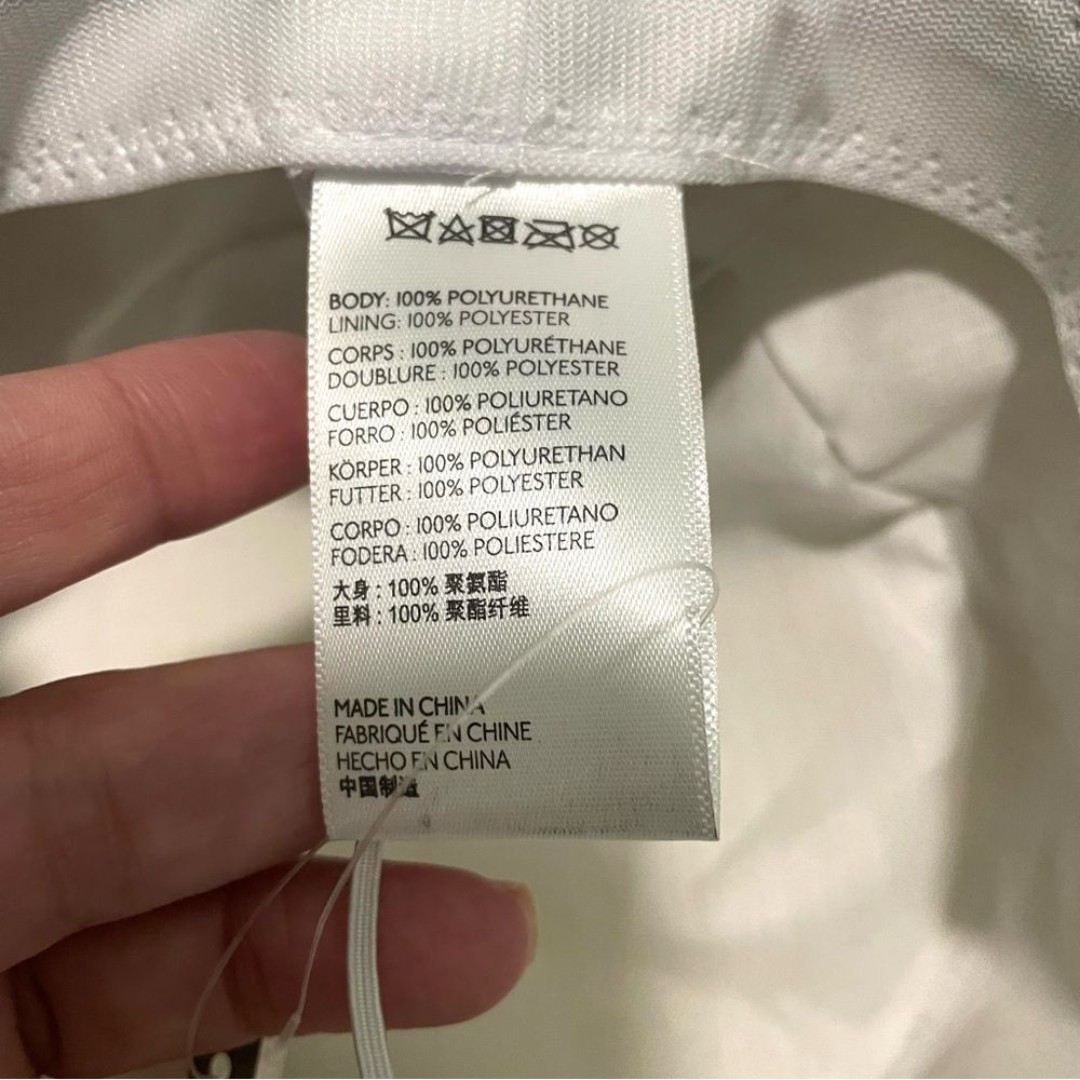 BODY: 100% POLYURETHANE
LINING: 100% POLYESTER
CORPS : 100% POLYURÉTHANE
DOUBLURE : 100% POLYESTER
CUERPO : 100% POLIURETANO
FORRO : 100% POLIÉSTER
KÖRPER : 100% POLYURETHAN
FUTTER : 100% POLYESTER
CORPO : 100% POLIURETANO
FODERA : 100% POLIESTERE
大身 : 100% 聚氨酯
里料 : 100% 聚酯纤维
MADE IN CHINA
FABRIQUÉ EN CHINE
HECHO EN CHINA
中国制造